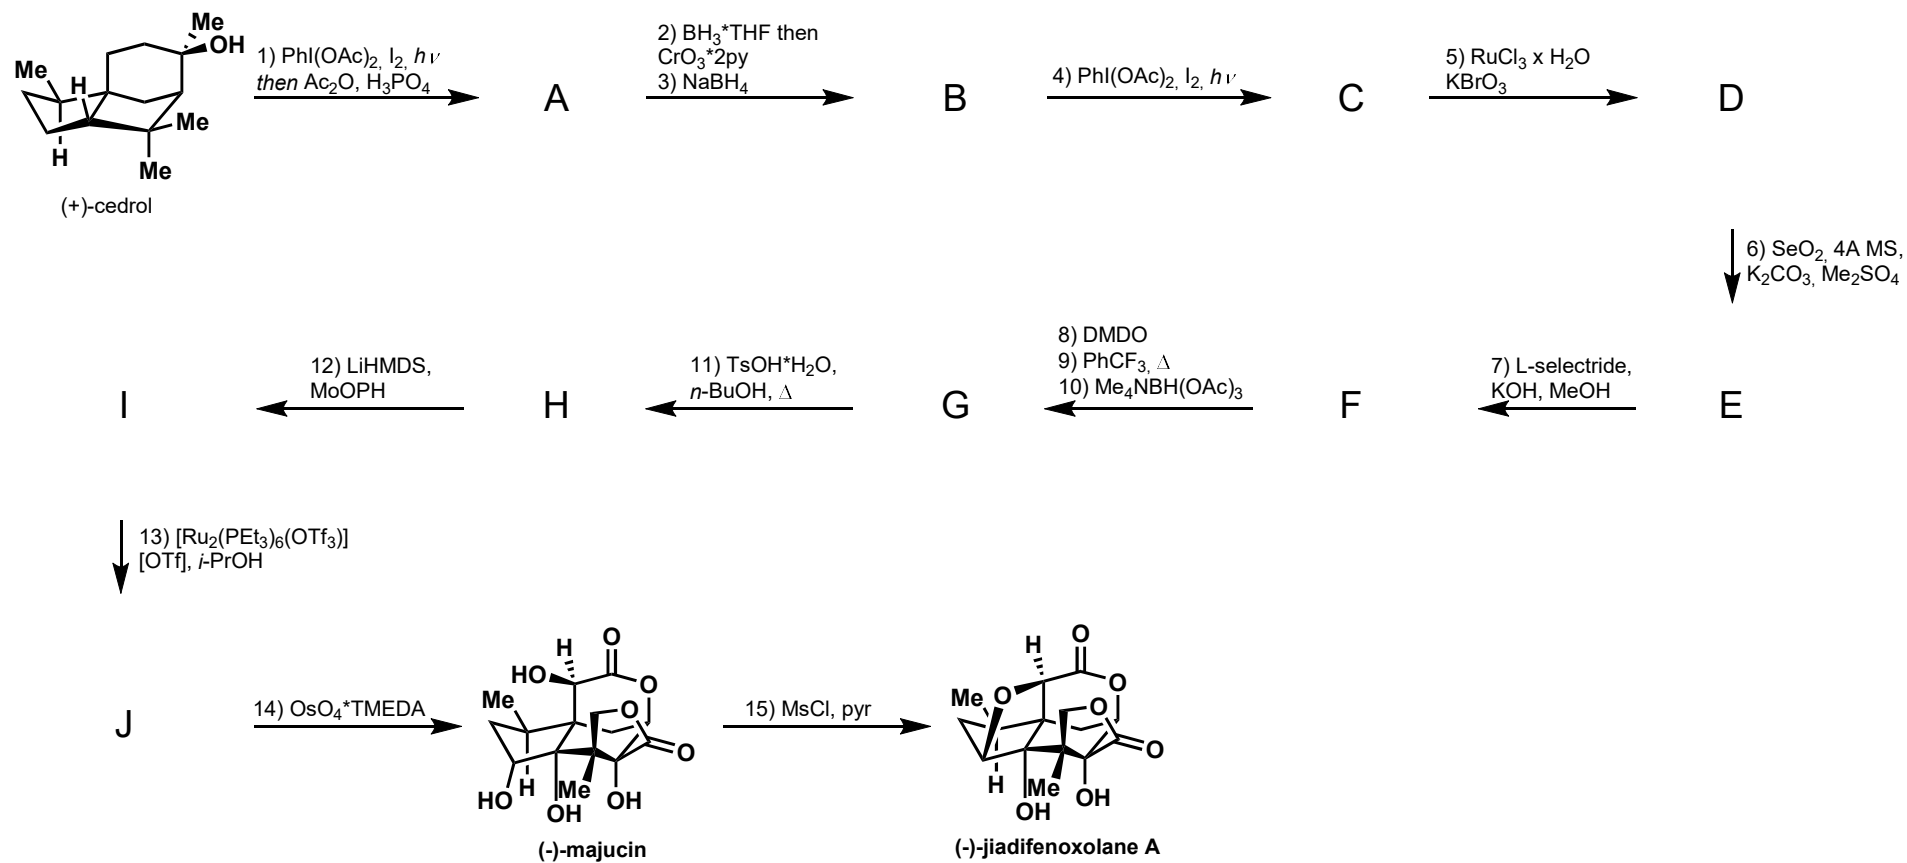 Me
OH
Me
H
Me
Me
H
(+)-cedrol
1) PhI(OAc)2, I2, hν
then Ac2O, H3PO4
A
2) BH3*THF then
CrO3*2py
3) NaBH4
B
4) PhI(OAc)2, I2, hν
C
5) RuCl3 x H2O
KBrO3
D
6) SeO2, 4A MS,
K2CO3, Me2SO4
I
12) LiHMDS,
MoOPH
H
11) TsOH*H2O,
n-BuOH, Δ
G
8) DMDO
9) PhCF3, Δ
10) Me4NBH(OAc)3
F
7) L-selectride,
KOH, MeOH
E
13) [Ru2(PEt3)6(OTf3)]
[OTf], i-PrOH
J
14) OsO4*TMEDA
H
O
HO
O
Me
O
O
HO
H
Me
OH
OH
(-)-majucin
15) MsCl, pyr
H
O
O
Me
O
O
O
H
Me
OH
OH
(-)-jiadifenoxolane A